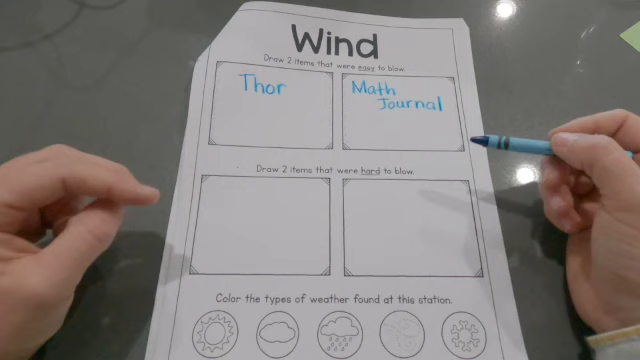 Wind
Draw 2 items that were easy to blow.
Thor
Math
Journal
Draw 2 items that were hard to blow.
Color the types of weather found at this station.